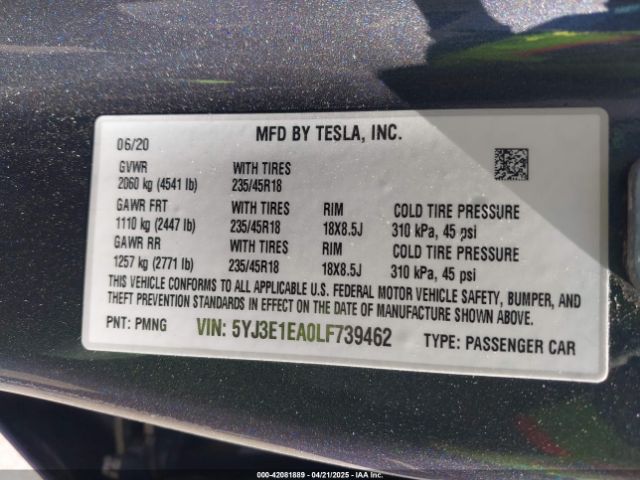 06/20 MFD BY TESLA, INC.
GVWR WITH TIRES
2060 kg (4541 lb) 235/45R18
GAWR FRT WITH TIRES RIM COLD TIRE PRESSURE
1110 kg (2447 lb) 235/45R18 18X8.5J 310 kPa, 45 psi
GAWR RR WITH TIRES RIM COLD TIRE PRESSURE
1257 kg (2771 lb) 235/45R18 18X8.5J 310 kPa, 45 psi
THIS VEHICLE CONFORMS TO ALL APPLICABLE U.S. FEDERAL MOTOR VEHICLE SAFETY, BUMPER, AND
THEFT PREVENTION STANDARDS IN EFFECT ON THE DATE OF MANUFACTURE SHOWN ABOVE.
PNT: PMNG VIN: 5YJ3E1EA0LF739462 TYPE: PASSENGER CAR
000-42081889 - 04/21/2025 - IAA Inc.